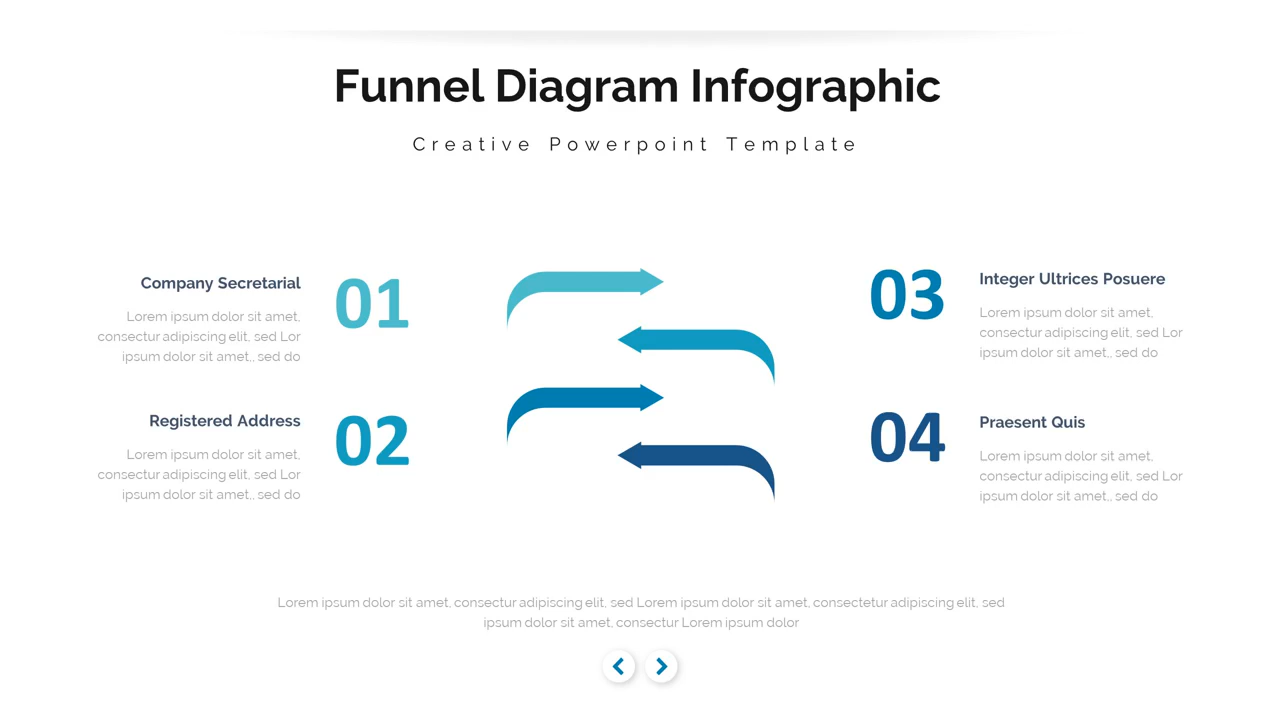 Funnel Diagram Infographic
Creative Powerpoint Template
Company Secretarial
Lorem ipsum dolor sit amet,
consectur adipiscing elit, sed Lor
ipsum dolor sit amet,, sed do
01
Registered Address
Lorem ipsum dolor sit amet,
consectur adipiscing elit, sed Lor
ipsum dolor sit amet,, sed do
02
03
Integer Ultrices Posuere
Lorem ipsum dolor sit amet,
consectur adipiscing elit, sed Lor
ipsum dolor sit amet,, sed do
04
Praesent Quis
Lorem ipsum dolor sit amet,
consectur adipiscing elit, sed Lor
ipsum dolor sit amet,, sed do
Lorem ipsum dolor sit amet, consectur adipiscing elit, sed Lorem ipsum dolor sit amet, consectetur adipiscing elit, sed
ipsum dolor sit amet, consectur Lorem ipsum dolor